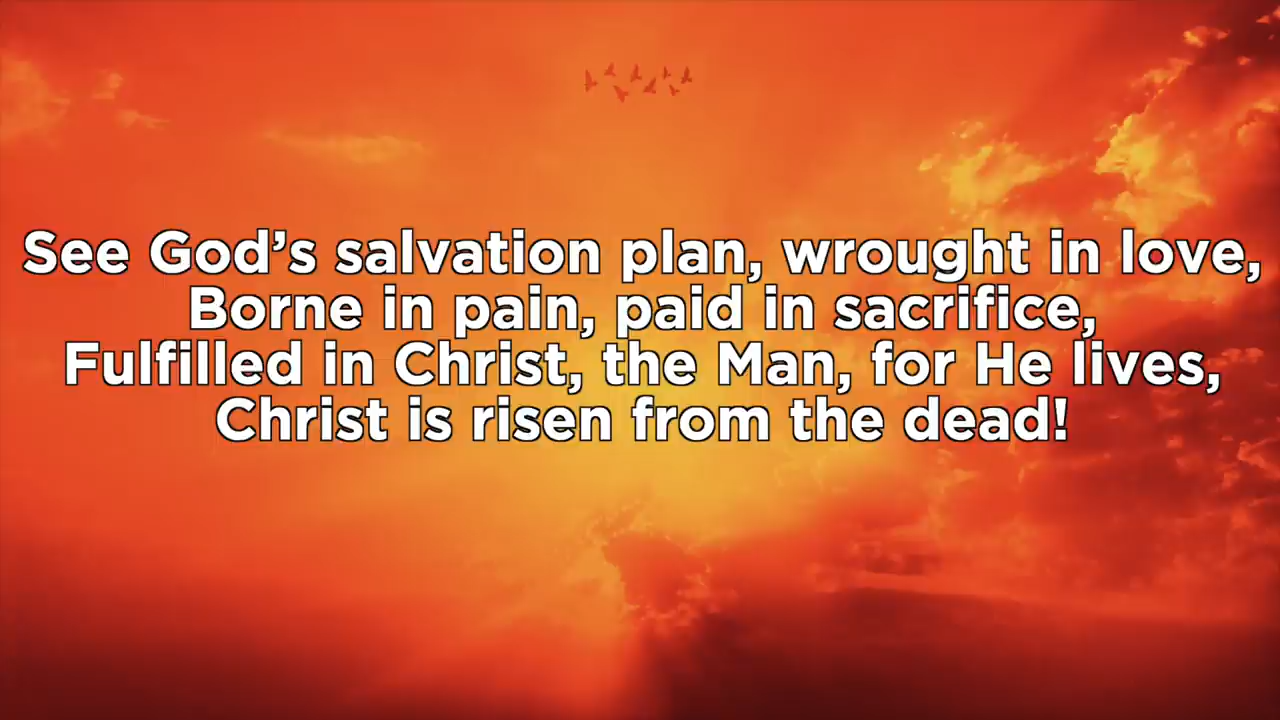 See God’s salvation plan, wrought in love,
Borne in pain, paid in sacrifice,
Fulfilled in Christ, the Man, for He lives,
Christ is risen from the dead!